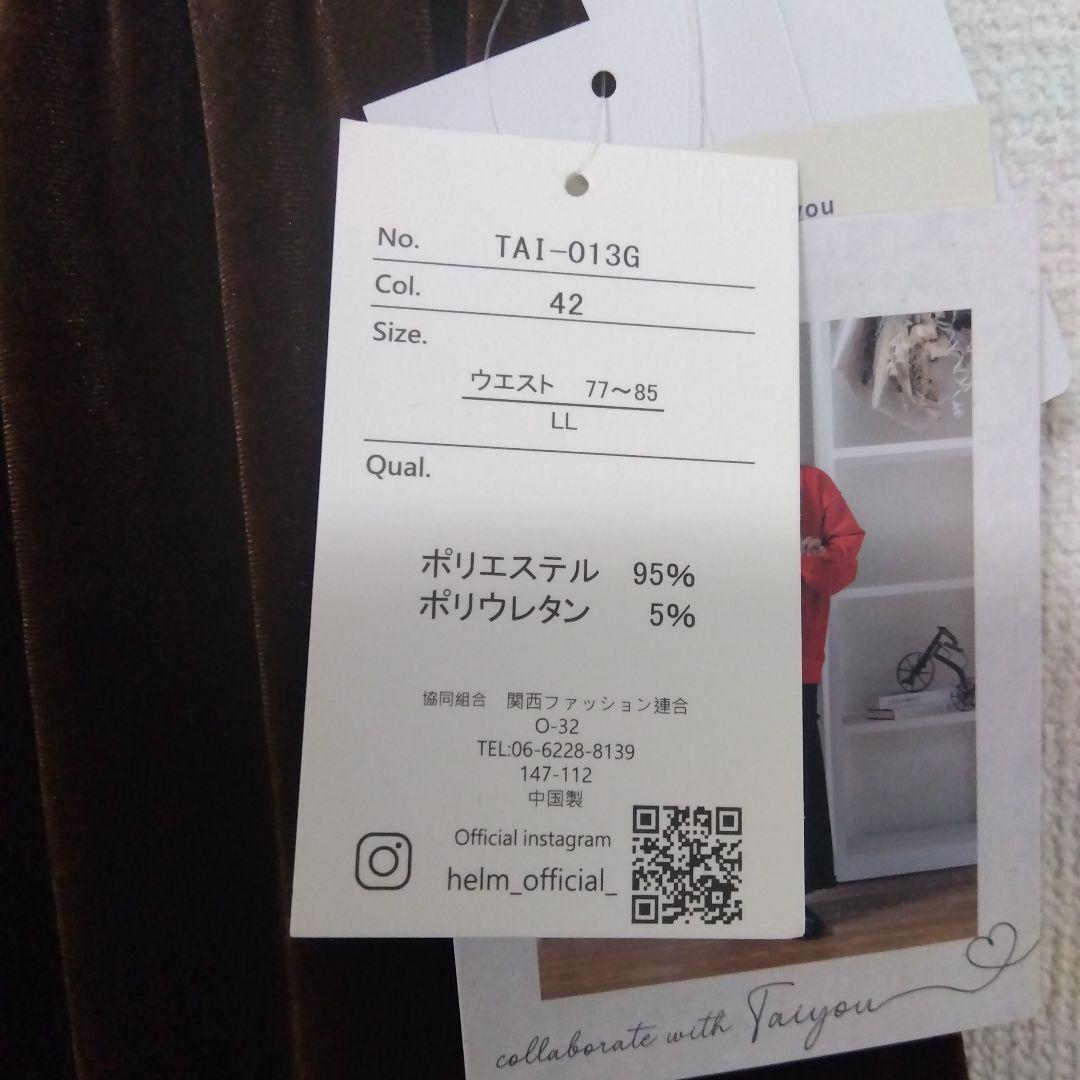 No. TAI-013G
Col. 42
Size.
ウエスト 77～85
LL
Qual.
ポリエステル 95%
ポリウレタン 5%
協同組合 関西ファッション連合
O-32
TEL:06-6228-8139
147-112
中国製
Official instagram
helm_official_
you
collaborate with Taiyou